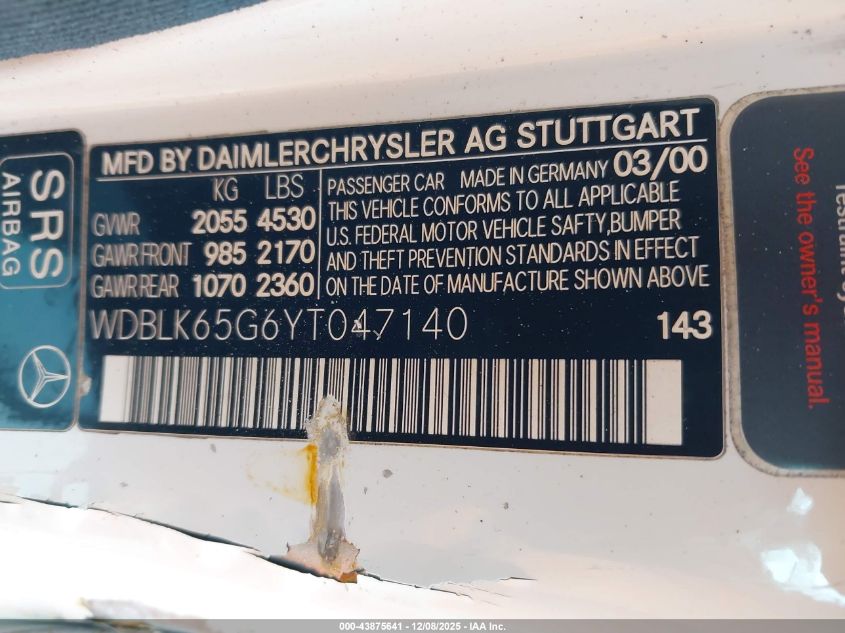 MFD BY DAIMLERCHRYSLER AG STUTTGART
KG LBS
GVWR 2055 4530
GAWR FRONT 985 2170
GAWR REAR 1070 2360
PASSENGER CAR MADE IN GERMANY 03/00
THIS VEHICLE CONFORMS TO ALL APPLICABLE
U.S. FEDERAL MOTOR VEHICLE SAFTY,BUMPER
AND THEFT PREVENTION STANDARDS IN EFFECT
ON THE DATE OF MANUFACTURE SHOWN ABOVE
WDBLK65G6YT047140 143
SRS
AIRBAG
See the owner's manual.
000-43875641 - 12/08/2025 - IAA Inc.